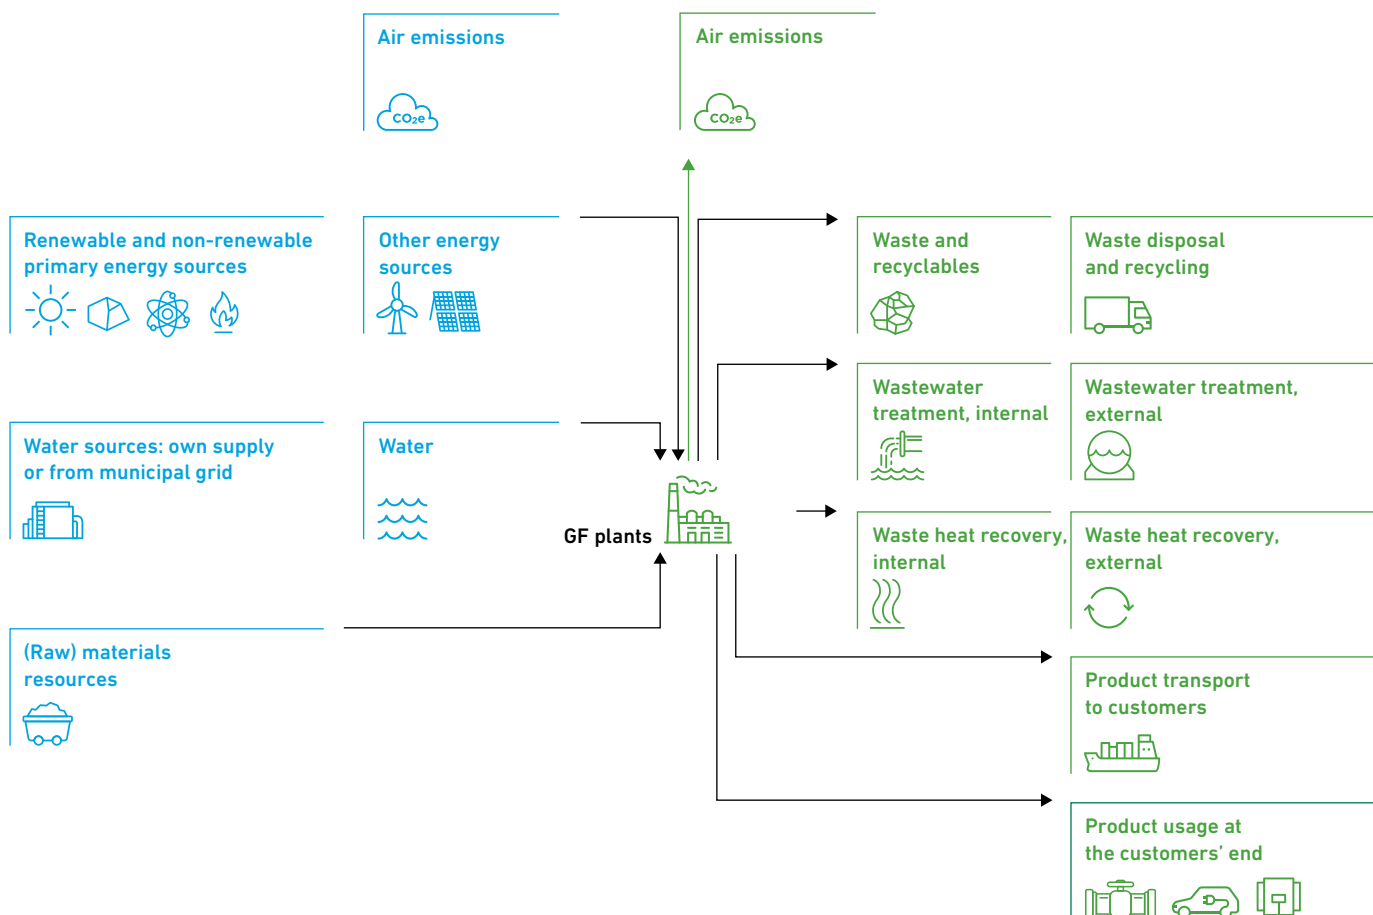 Air emissions
CO₂e
Air emissions
CO₂e
Renewable and non-renewable
primary energy sources
Other energy
sources
Waste and
recyclables
Waste disposal
and recycling
Wastewater
treatment, internal
Wastewater treatment,
external
Water sources: own supply
or from municipal grid
Water
GF plants
Waste heat recovery,
internal
Waste heat recovery,
external
(Raw) materials
resources
Product transport
to customers
Product usage at
the customers’ end